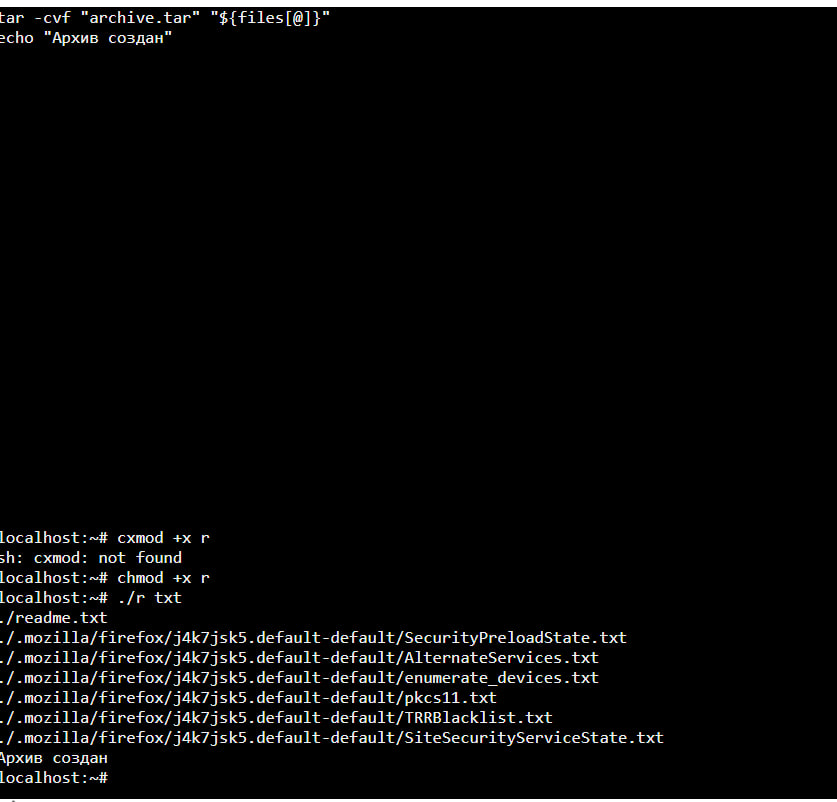 tar -cvf "archive.tar" "${files[@]}"
echo "Архив создан"
localhost:~# cxmod +x r
sh: cxmod: not found
localhost:~# chmod +x r
localhost:~# ./r txt
./readme.txt
./.mozilla/firefox/j4k7jsk5.default-default/SecurityPreloadState.txt
./.mozilla/firefox/j4k7jsk5.default-default/AlternateServices.txt
./.mozilla/firefox/j4k7jsk5.default-default/enumerate_devices.txt
./.mozilla/firefox/j4k7jsk5.default-default/pkcs11.txt
./.mozilla/firefox/j4k7jsk5.default-default/TRRBlacklist.txt
./.mozilla/firefox/j4k7jsk5.default-default/SiteSecurityServiceState.txt
Архив создан
localhost:~#